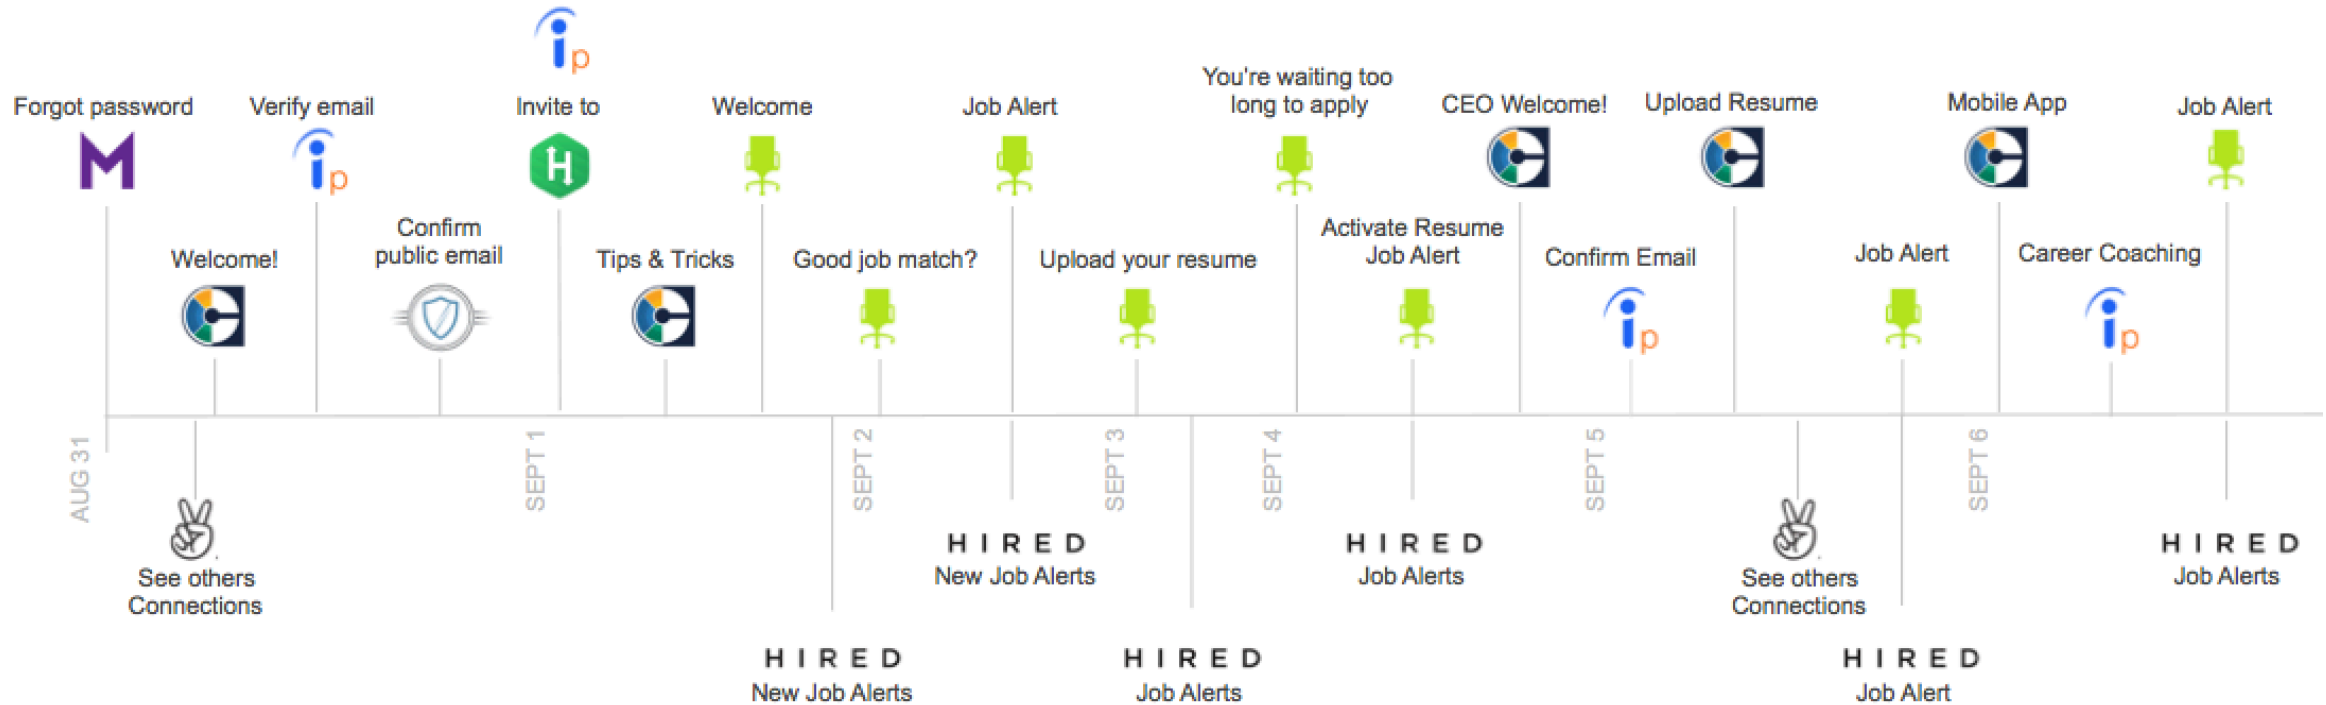 ip
You're waiting too
long to apply
Forgot password
Verify email
Invite to
Welcome
Job Alert
CEO Welcome!
Upload Resume
Mobile App
Job Alert
M
ip
H
Welcome!
Confirm
public email
Tips & Tricks
Good job match?
Upload your resume
Activate Resume
Job Alert
Confirm Email
Job Alert
Career Coaching
ip
ip
AUG 31
SEPT 1
SEPT 2
SEPT 3
SEPT 4
SEPT 5
SEPT 6
See others
Connections
HIRED
New Job Alerts
HIRED
Job Alerts
See others
Connections
HIRED
Job Alerts
HIRED
New Job Alerts
HIRED
Job Alerts
HIRED
Job Alert